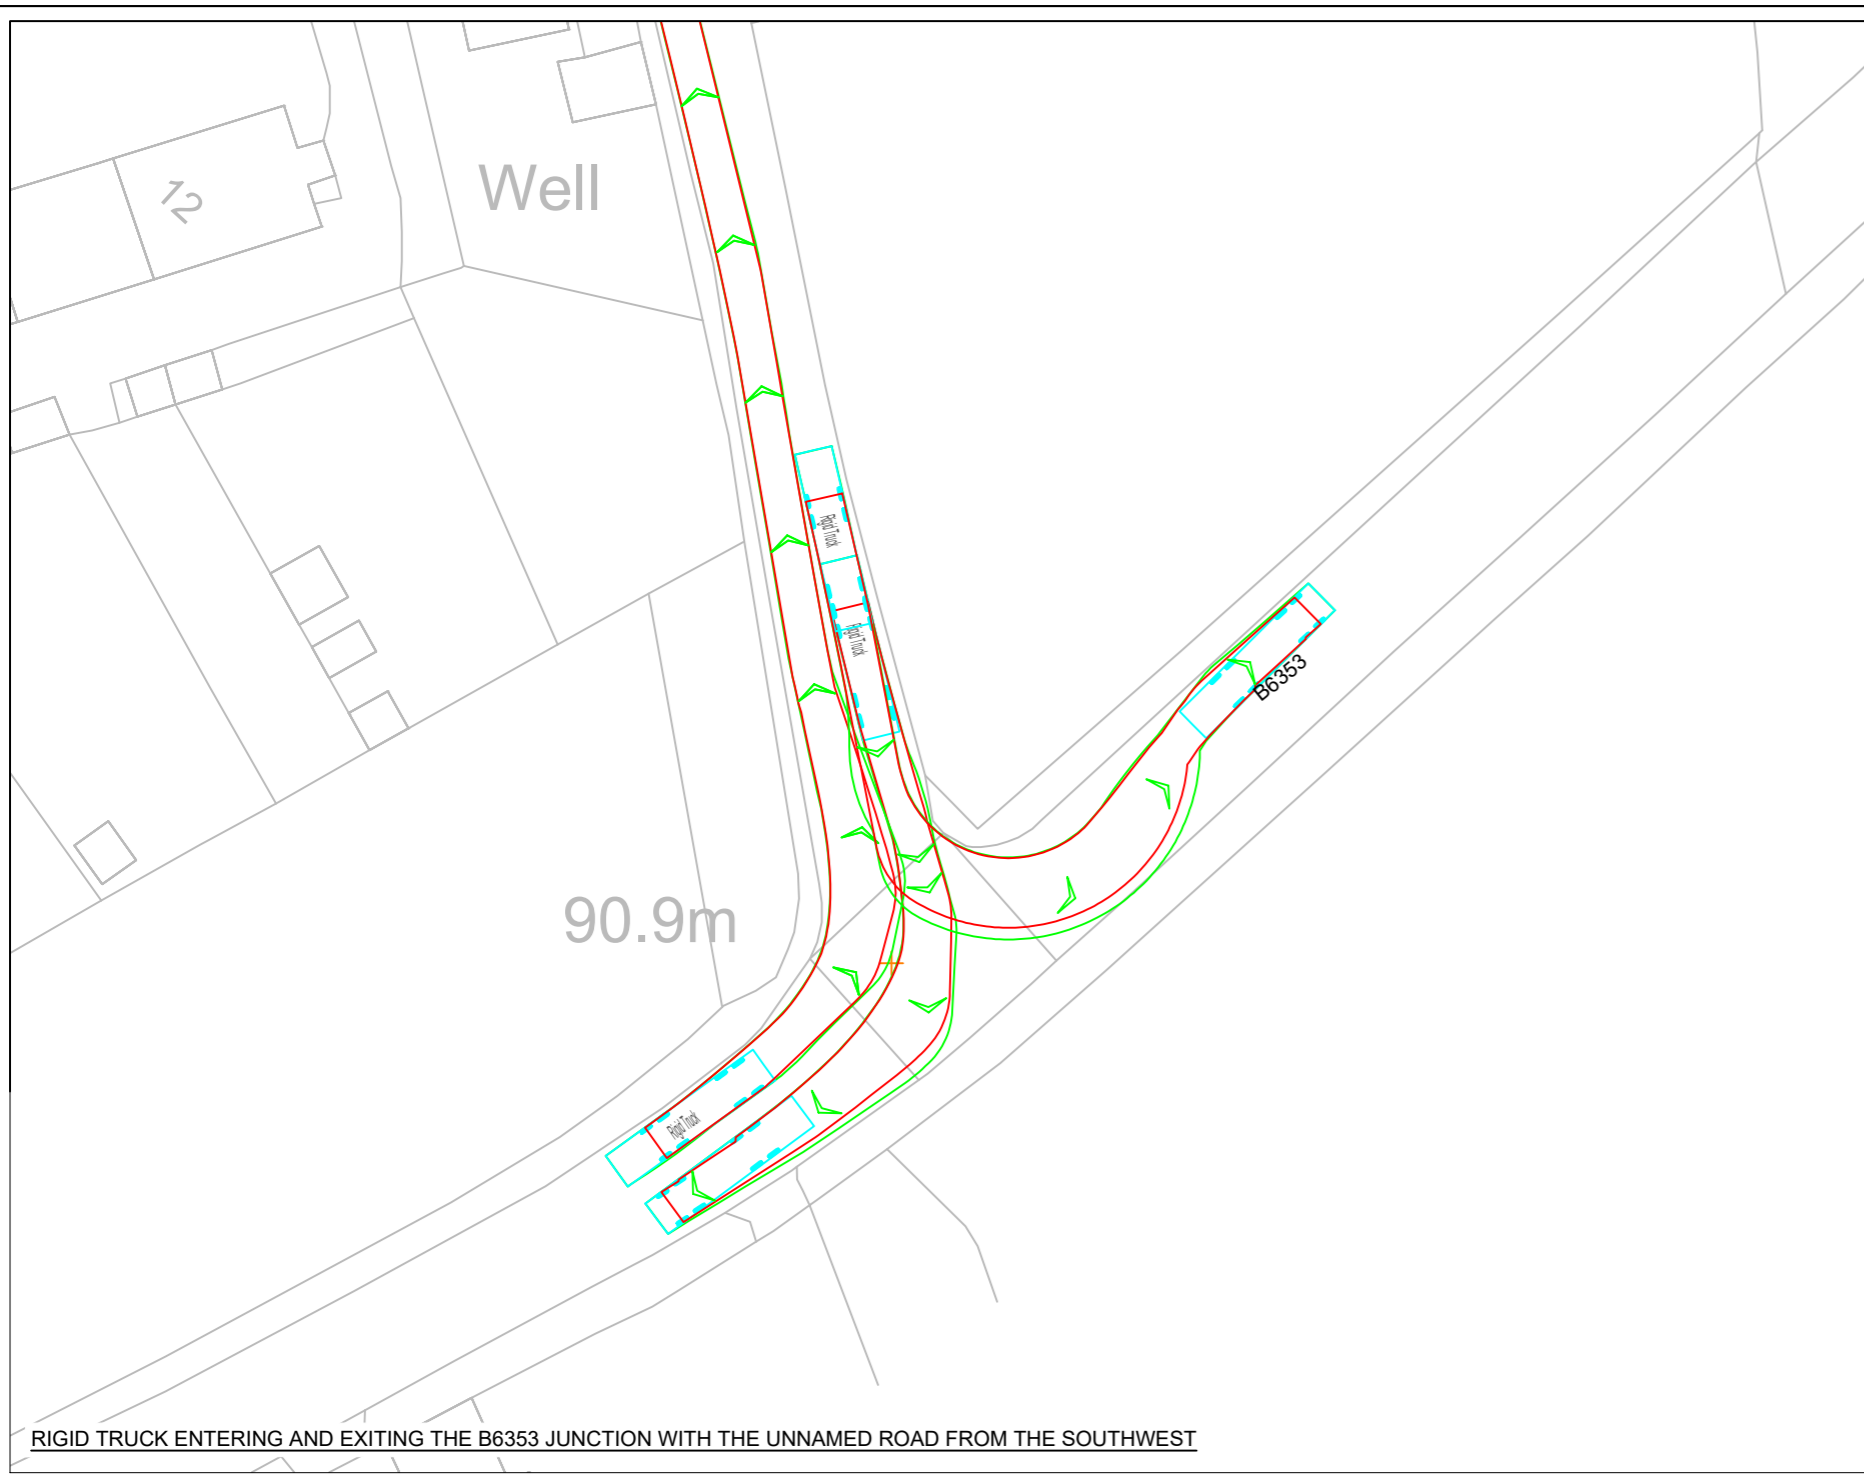 12
Well
Rigid Truck
Rigid Truck
B6353
90.9m
Rigid Truck
RIGID TRUCK ENTERING AND EXITING THE B6353 JUNCTION WITH THE UNNAMED ROAD FROM THE SOUTHWEST